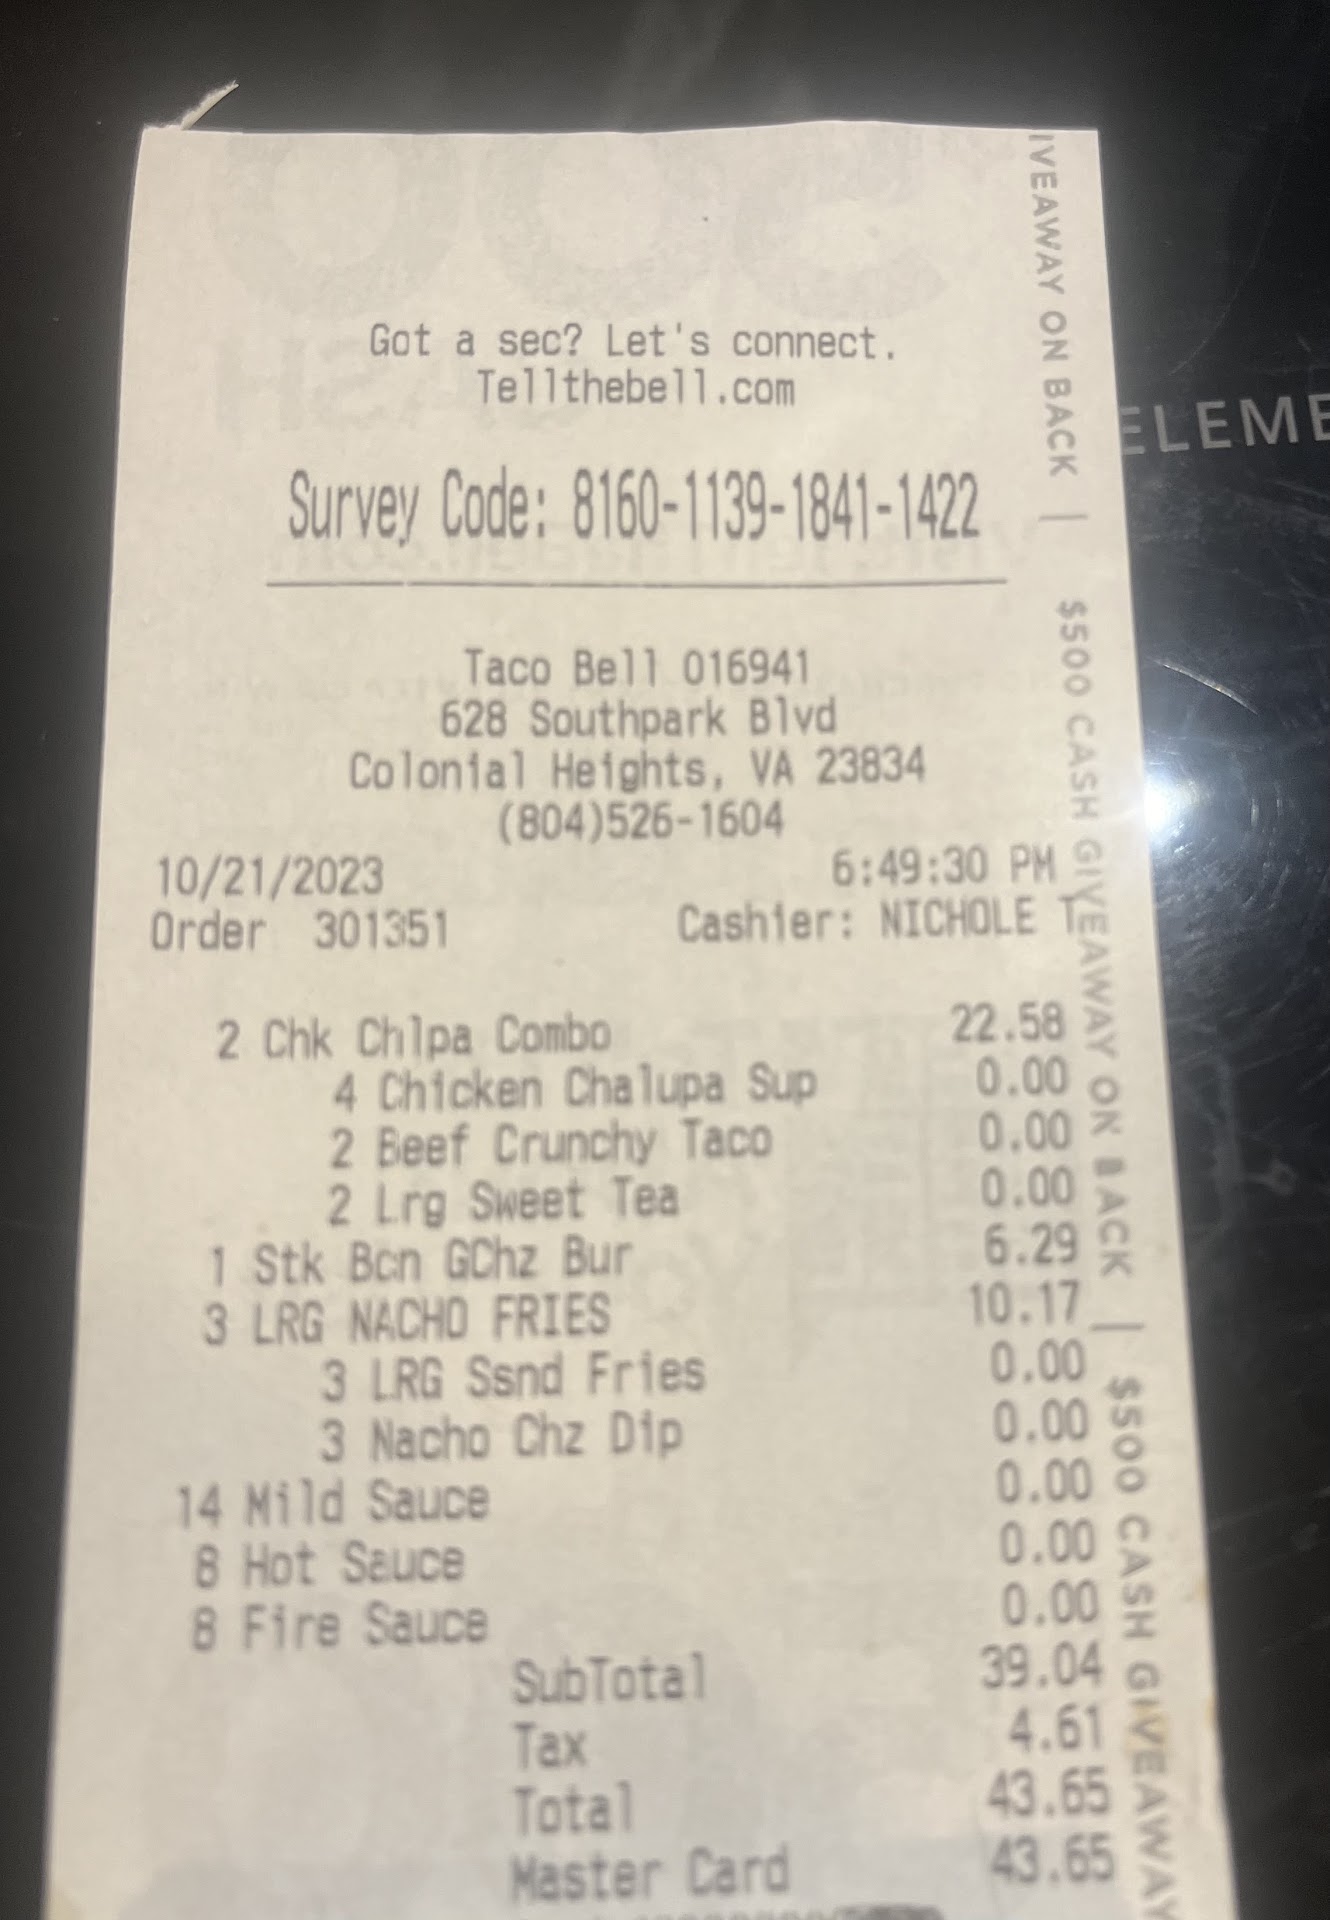 Got a sec? Let's connect.
Tellthebell.com
Survey Code: 8160-1139-1841-1422
Taco Bell 016941
628 Southpark Blvd
Colonial Heights, VA 23834
(804)526-1604
10/21/2023 6:49:30 PM
Order 301351 Cashier: NICHOLE T
2 Chk Chlpa Combo 22.58
4 Chicken Chalupa Sup 0.00
2 Beef Crunchy Taco 0.00
2 Lrg Sweet Tea 0.00
1 Stk Bcn GChz Bur 6.29
3 LRG NACHO FRIES 10.17
3 LRG Ssnd Fries 0.00
3 Nacho Chz Dip 0.00
14 Mild Sauce 0.00
8 Hot Sauce 0.00
8 Fire Sauce 0.00
SubTotal 39.04
Tax 4.61
Total 43.65
Master Card 43.65
IVEAWAY ON BACK | $500 CASH GIVEAWAY ON BACK | $500 CASH GIVEAWAY
ELEME